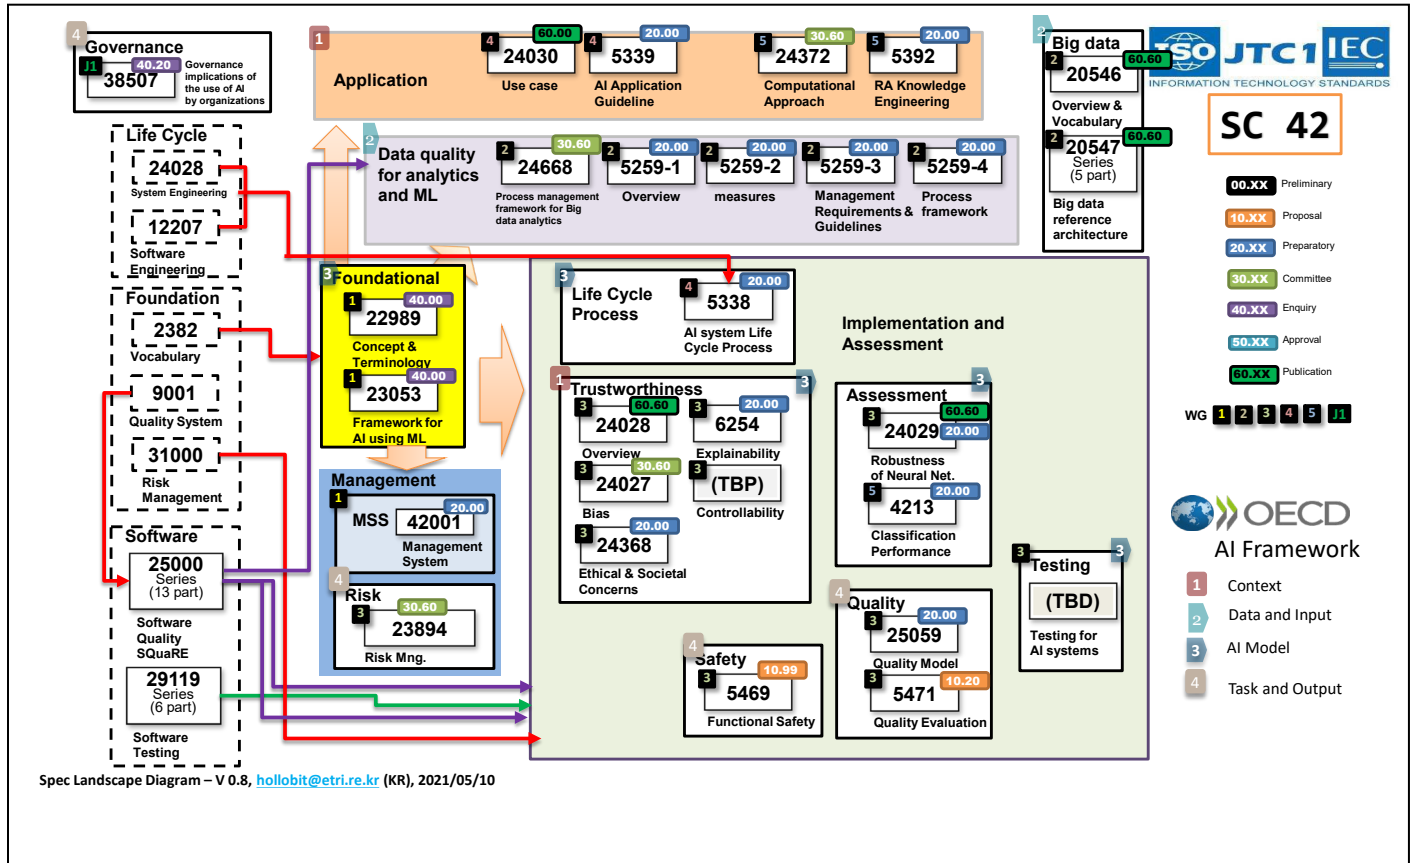 4
Governance
J1
40.20
38507
Governance
implications of
the use of AI
by organizations
1
Application
4
60.00
24030
Use case
4
20.00
5339
AI Application
Guideline
5
30.60
24372
Computational
Approach
5
20.00
5392
RA Knowledge
Engineering
2
Big data
2
60.60
20546
Overview &
Vocabulary
2
60.60
20547
Series
(5 part)
Big data
reference
architecture
ISO JTC1 IEC
INFORMATION TECHNOLOGY STANDARDS
SC 42
Life Cycle
24028
System Engineering
12207
Software
Engineering
2
Data quality
for analytics
and ML
2
30.60
24668
Process management
framework for Big
data analytics
2
20.00
5259-1
Overview
2
20.00
5259-2
measures
2
20.00
5259-3
Management
Requirements &
Guidelines
2
20.00
5259-4
Process
framework
00.XX Preliminary
10.XX Proposal
20.XX Preparatory
30.XX Committee
40.XX Enquiry
50.XX Approval
60.XX Publication
WG 1 2 3 4 5 J1
Foundation
2382
Vocabulary
9001
Quality System
31000
Risk
Management
3
Foundational
1
40.00
22989
Concept &
Terminology
1
40.00
23053
Framework for
AI using ML
3
Life Cycle
Process
4
20.00
5338
AI system Life
Cycle Process
Implementation and
Assessment
1
3
Trustworthiness
3
60.60
24028
Overview
3
20.00
6254
Explainability
3
30.60
24027
Bias
3
(TBP)
Controllability
3
20.00
24368
Ethical & Societal
Concerns
3
Assessment
3
60.60
24029
20.00
Robustness
of Neural Net.
5
20.00
4213
Classification
Performance
Management
1
MSS
20.00
42001
Management
System
4
Risk
3
30.60
23894
Risk Mng.
Software
25000
Series
(13 part)
Software
Quality
SQuaRE
29119
Series
(6 part)
Software
Testing
4
Safety
3
10.99
5469
Functional Safety
4
Quality
3
20.00
25059
Quality Model
3
10.20
5471
Quality Evaluation
3
3
Testing
(TBD)
Testing for
AI systems
OECD
AI Framework
1 Context
2 Data and Input
3 AI Model
4 Task and Output
Spec Landscape Diagram – V 0.8, hollobit@etri.re.kr (KR), 2021/05/10